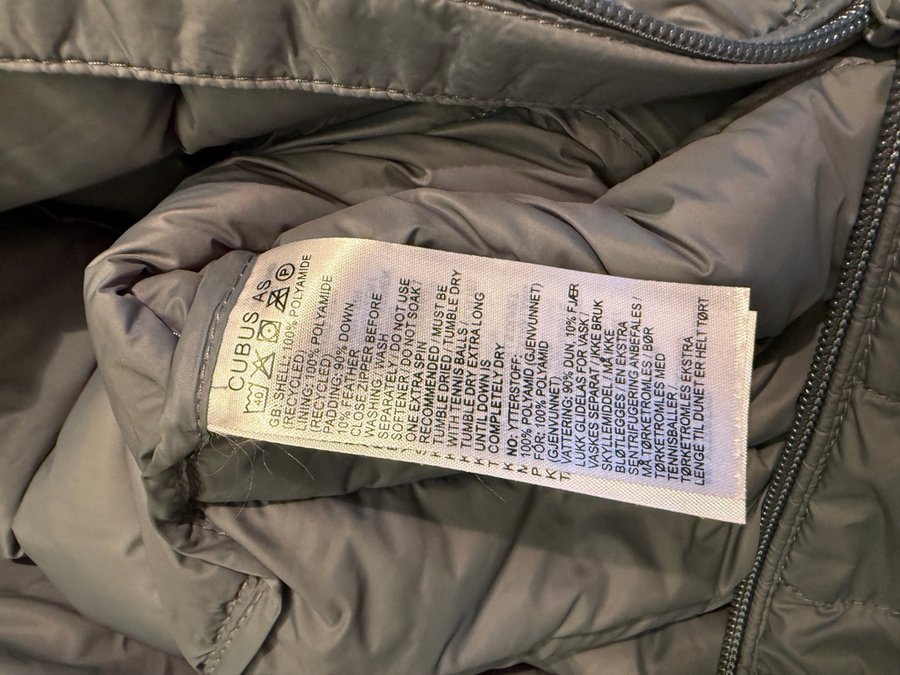 CUBUS AS
40
P
GB: SHELL: 100% POLYAMIDE
(RECYCLED)
LINING: 100% POLYAMIDE
(RECYCLED)
PADDING: 90% DOWN,
10% FEATHER
CLOSE ZIPPER BEFORE
WASHING / WASH
SEPARATELY / DO NOT USE
SOFTENER / DO NOT SOAK /
ONE EXTRA SPIN
RECOMMENDED / MUST BE
TUMBLE DRIED / TUMBLE DRY
WITH TENNIS BALLS /
TUMBLE DRY EXTRA LONG
UNTIL DOWN IS
COMPLETELY DRY
NO: YTTERSTOFF:
100% POLYAMID (GJENVUNNET)
FOR: 100% POLYAMID
(GJENVUNNET)
VATTERING: 90% DUN, 10% FJÆR
LUKK GLIDELÅS FØR VASK /
VASKES SEPARAT / IKKE BRUK
SKYLLEMIDDEL / MÅ IKKE
BLØTLEGGES / EN EKSTRA
SENTRIFUGERING ANBEFALES /
MÅ TØRKETROMLES / BØR
TØRKETROMLES MED
TENNISBALLER /
TØRKETROMLES EKSTRA
LENGE TIL DUNE ER HELT TØRT